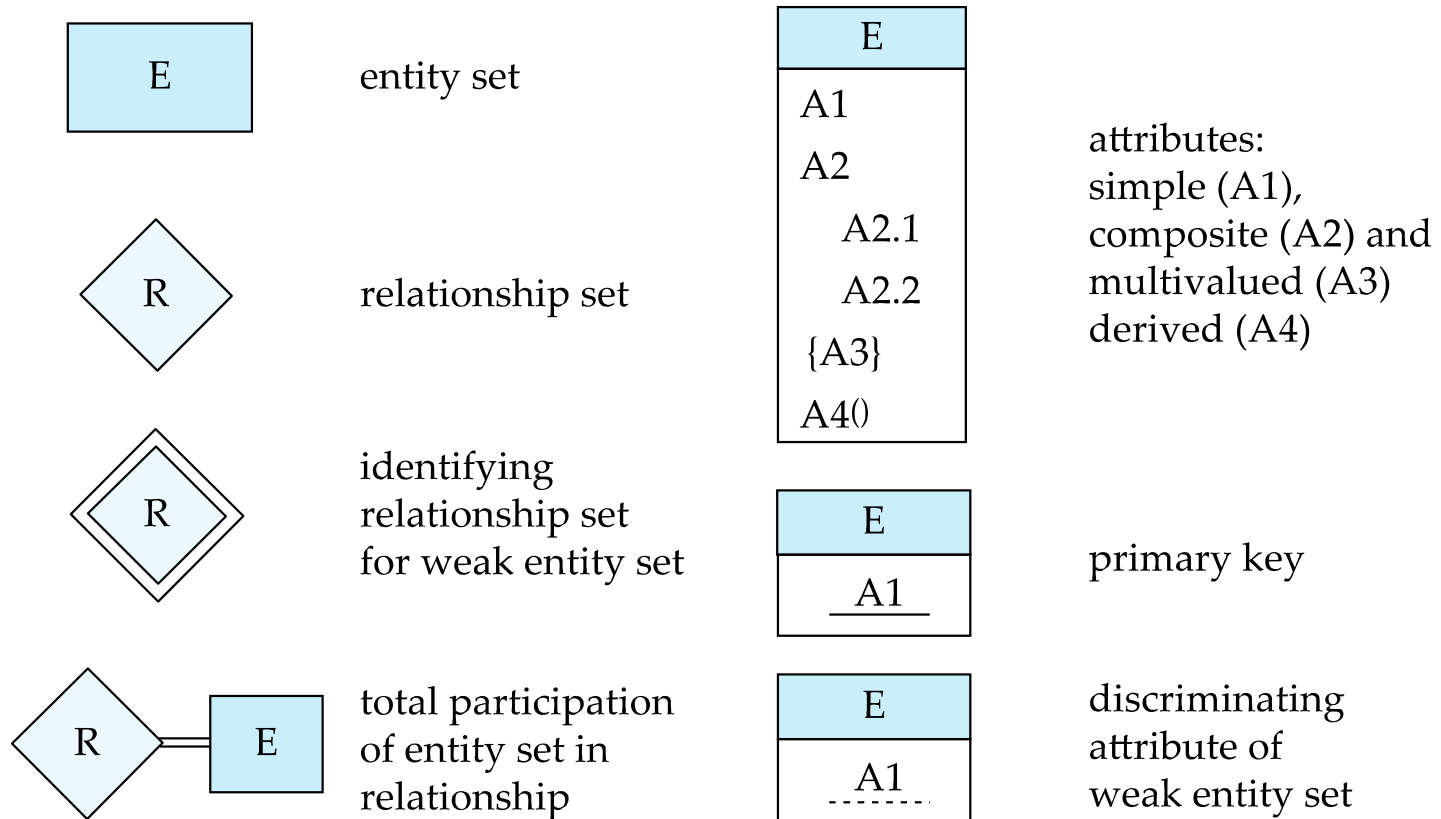 E
entity set
R
relationship set
R
identifying
relationship set
for weak entity set
R
E
total participation
of entity set in
relationship
E
A1
A2
A2.1
A2.2
{A3}
A4()
attributes:
simple (A1),
composite (A2) and
multivalued (A3)
derived (A4)
E
A1
primary key
E
A1
discriminating
attribute of
weak entity set